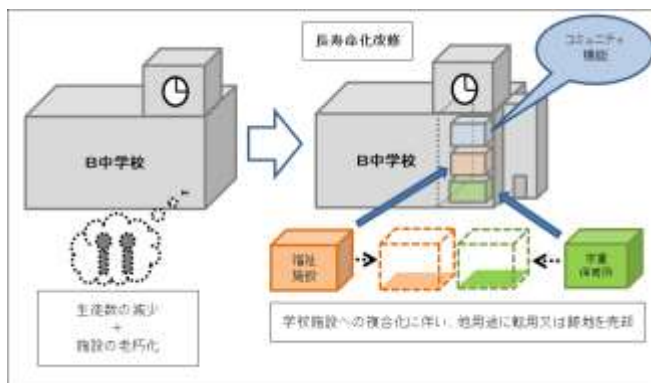 長寿命化改修
コミュニティ
機能
B中学校
B中学校
福祉
施設
学童
保育所
生徒数の減少
+
施設の老朽化
学校施設への複合化に伴い、他用途に転用又は跡地を売却